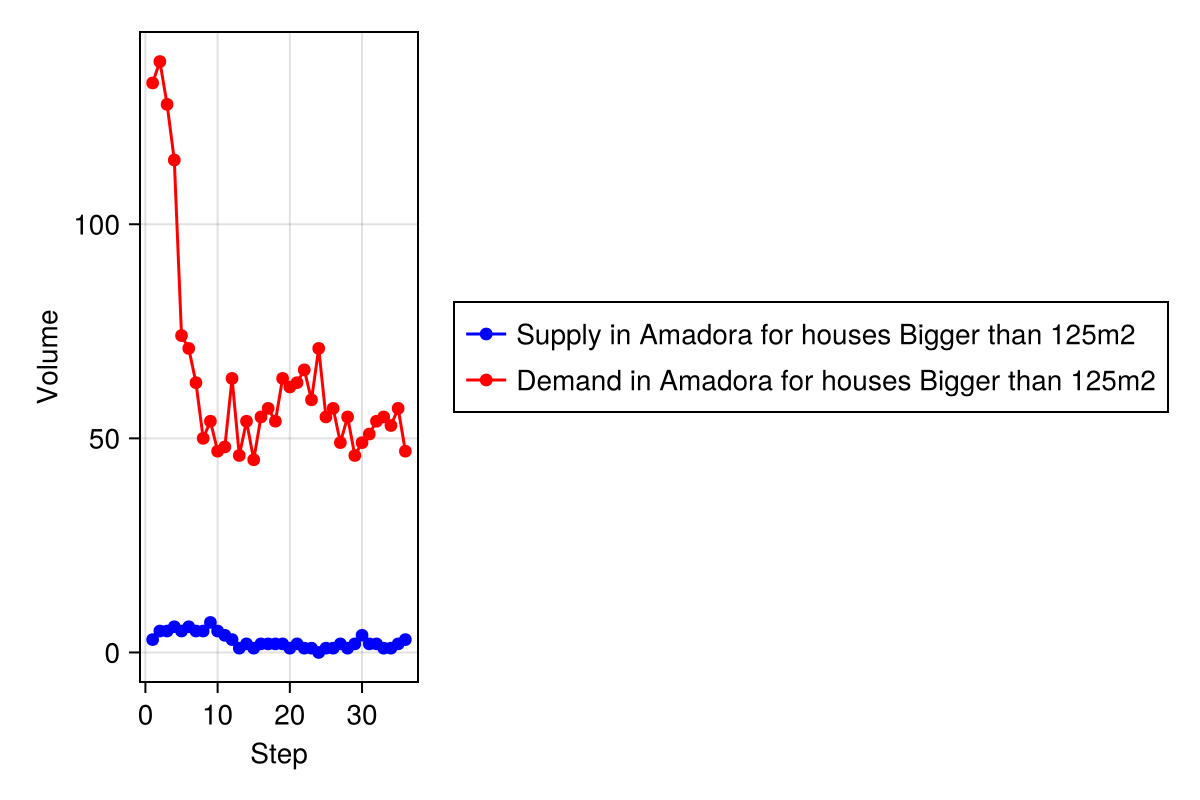 Volume
100
50
0
0 10 20 30
Step
Supply in Amadora for houses Bigger than 125m2
Demand in Amadora for houses Bigger than 125m2